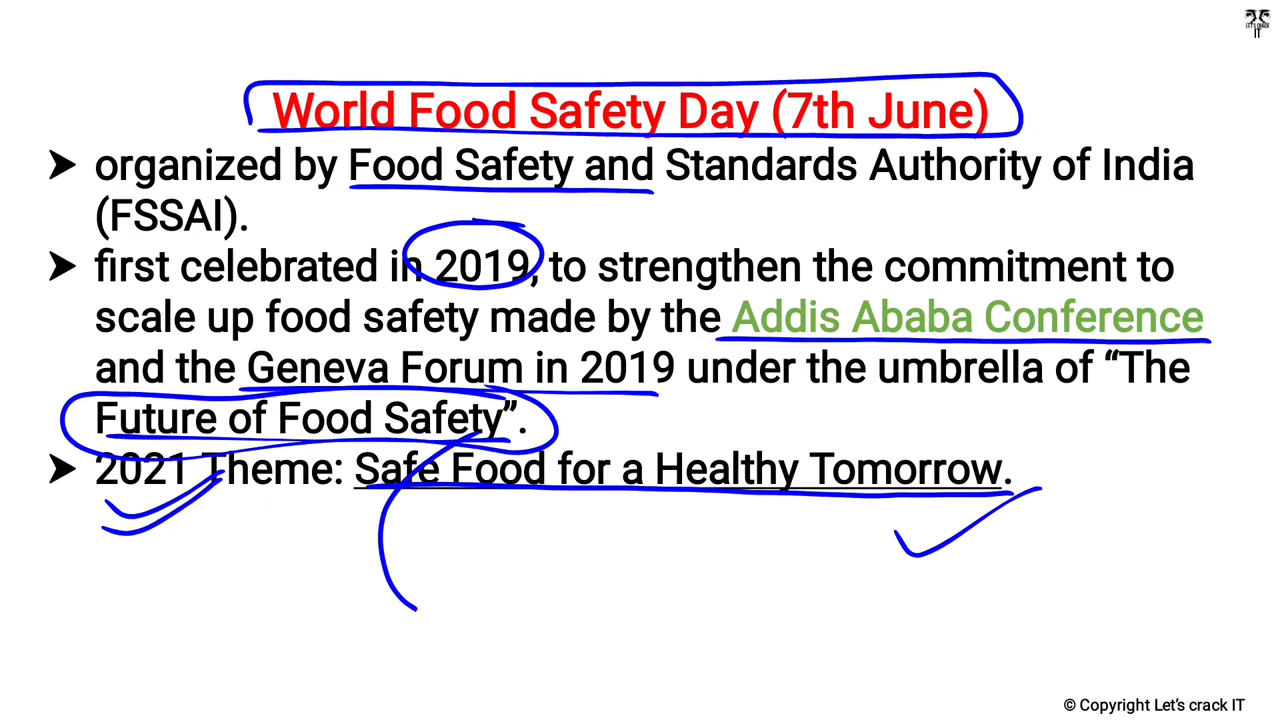 LET'S CRACK
IT
World Food Safety Day (7th June)
➤ organized by Food Safety and Standards Authority of India
(FSSAI).
➤ first celebrated in 2019, to strengthen the commitment to
scale up food safety made by the Addis Ababa Conference
and the Geneva Forum in 2019 under the umbrella of “The
Future of Food Safety”.
➤ 2021 Theme: Safe Food for a Healthy Tomorrow.
© Copyright Let’s crack IT